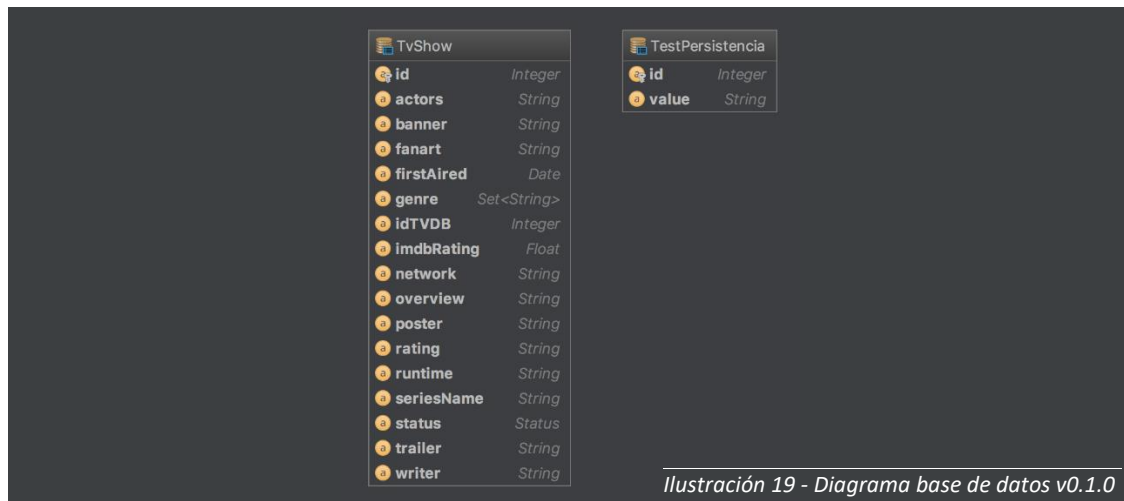 TvShow
id Integer
actors String
banner String
fanart String
firstAired Date
genre Set<String>
idTVDB Integer
imdbRating Float
network String
overview String
poster String
rating String
runtime String
seriesName String
status Status
trailer String
writer String
TestPersistencia
id Integer
value String
Ilustración 19 - Diagrama base de datos v0.1.0